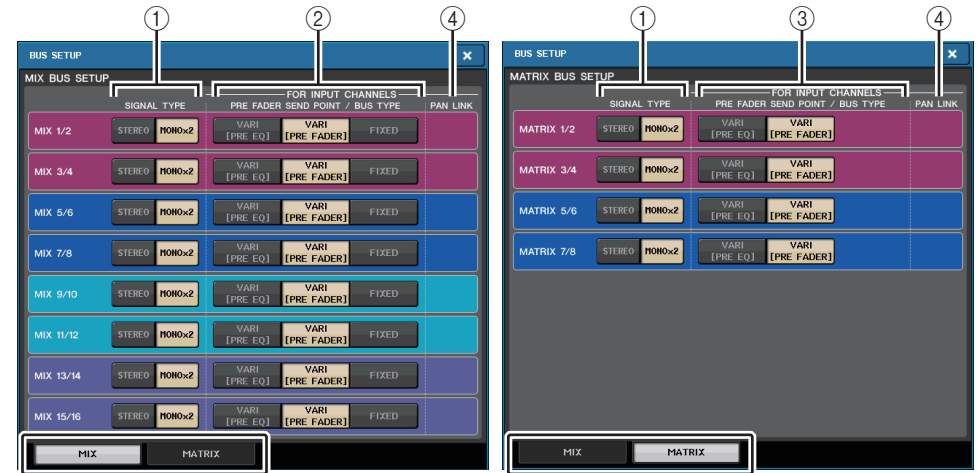 ① ② ④ ① ③ ④
BUS SETUP ×
MIX BUS SETUP
FOR INPUT CHANNELS
SIGNAL TYPE PRE FADER SEND POINT / BUS TYPE PAN LINK
MIX 1/2 STEREO MONO×2 VARI [PRE EQ] VARI [PRE FADER] FIXED
MIX 3/4 STEREO MONO×2 VARI [PRE EQ] VARI [PRE FADER] FIXED
MIX 5/6 STEREO MONO×2 VARI [PRE EQ] VARI [PRE FADER] FIXED
MIX 7/8 STEREO MONO×2 VARI [PRE EQ] VARI [PRE FADER] FIXED
MIX 9/10 STEREO MONO×2 VARI [PRE EQ] VARI [PRE FADER] FIXED
MIX 11/12 STEREO MONO×2 VARI [PRE EQ] VARI [PRE FADER] FIXED
MIX 13/14 STEREO MONO×2 VARI [PRE EQ] VARI [PRE FADER] FIXED
MIX 15/16 STEREO MONO×2 VARI [PRE EQ] VARI [PRE FADER] FIXED
MIX MATRIX
BUS SETUP ×
MATRIX BUS SETUP
FOR INPUT CHANNELS
SIGNAL TYPE PRE FADER SEND POINT / BUS TYPE PAN LINK
MATRIX 1/2 STEREO MONO×2 VARI [PRE EQ] VARI [PRE FADER]
MATRIX 3/4 STEREO MONO×2 VARI [PRE EQ] VARI [PRE FADER]
MATRIX 5/6 STEREO MONO×2 VARI [PRE EQ] VARI [PRE FADER]
MATRIX 7/8 STEREO MONO×2 VARI [PRE EQ] VARI [PRE FADER]
MIX MATRIX